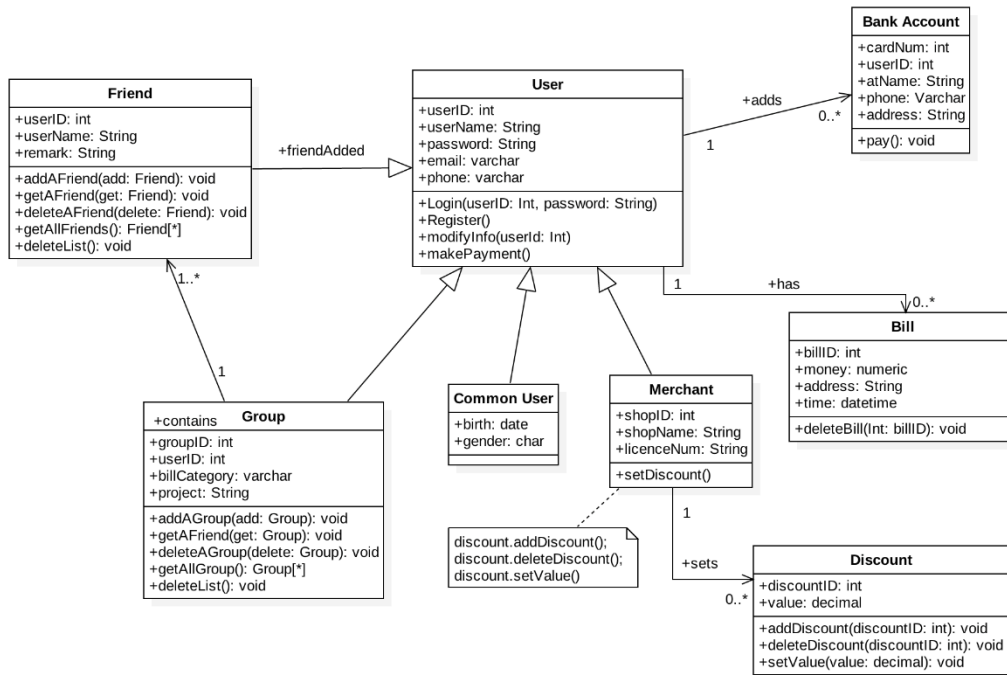 Bank Account
+cardNum: int
+userID: int
+atName: String
+phone: Varchar
+address: String
+pay(): void
Friend
+userID: int
+userName: String
+remark: String
+addAFriend(add: Friend): void
+getAFriend(get: Friend): void
+deleteAFriend(delete: Friend): void
+getAllFriends(): Friend[*]
+deleteList(): void
+friendAdded
User
+userID: int
+userName: String
+password: String
+email: varchar
+phone: varchar
+Login(userID: Int, password: String)
+Register()
+modifyInfo(userId: Int)
+makePayment()
+adds
1
0..*
1
+has
0..*
Bill
+billID: int
+money: numeric
+address: String
+time: datetime
+deleteBill(Int: billID): void
1..*
1
+contains
Group
+groupID: int
+userID: int
+billCategory: varchar
+project: String
+addAGroup(add: Group): void
+getAFriend(get: Group): void
+deleteAGroup(delete: Group): void
+getAllGroup(): Group[*]
+deleteList(): void
Common User
+birth: date
+gender: char
Merchant
+shopID: int
+shopName: String
+licenceNum: String
+setDiscount()
discount.addDiscount();
discount.deleteDiscount();
discount.setValue()
1
+sets
0..*
Discount
+discountID: int
+value: decimal
+addDiscount(discountID: int): void
+deleteDiscount(discountID: int): void
+setValue(value: decimal): void